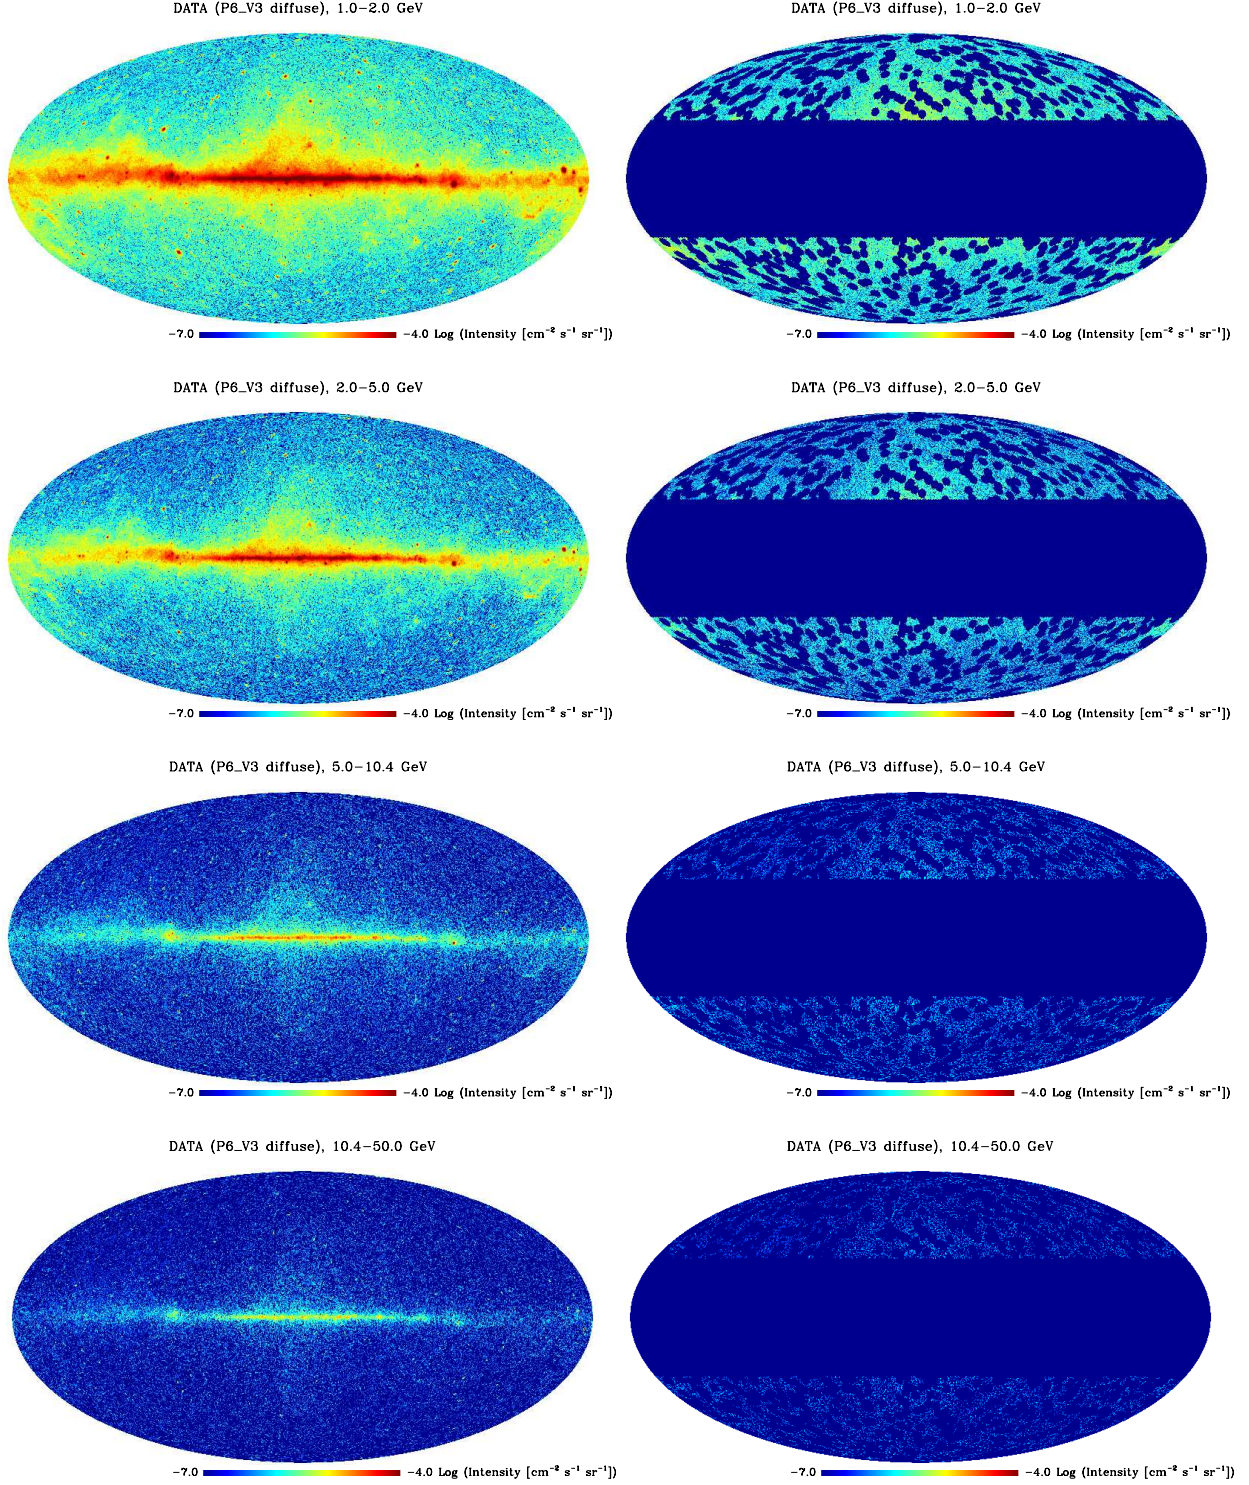 DATA (P6_V3 diffuse), 1.0−2.0 GeV
DATA (P6_V3 diffuse), 1.0−2.0 GeV
−7.0 −4.0 Log (Intensity [cm⁻² s⁻¹ sr⁻¹])
−7.0 −4.0 Log (Intensity [cm⁻² s⁻¹ sr⁻¹])
DATA (P6_V3 diffuse), 2.0−5.0 GeV
DATA (P6_V3 diffuse), 2.0−5.0 GeV
−7.0 −4.0 Log (Intensity [cm⁻² s⁻¹ sr⁻¹])
−7.0 −4.0 Log (Intensity [cm⁻² s⁻¹ sr⁻¹])
DATA (P6_V3 diffuse), 5.0−10.4 GeV
DATA (P6_V3 diffuse), 5.0−10.4 GeV
−7.0 −4.0 Log (Intensity [cm⁻² s⁻¹ sr⁻¹])
−7.0 −4.0 Log (Intensity [cm⁻² s⁻¹ sr⁻¹])
DATA (P6_V3 diffuse), 10.4−50.0 GeV
DATA (P6_V3 diffuse), 10.4−50.0 GeV
−7.0 −4.0 Log (Intensity [cm⁻² s⁻¹ sr⁻¹])
−7.0 −4.0 Log (Intensity [cm⁻² s⁻¹ sr⁻¹])